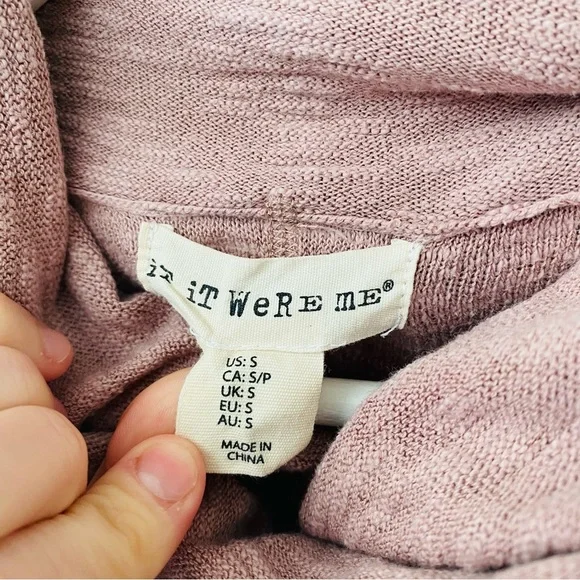 iF iT WeRE mE®
US: S
CA: S/P
UK: S
EU: S
AU: S
MADE IN
CHINA